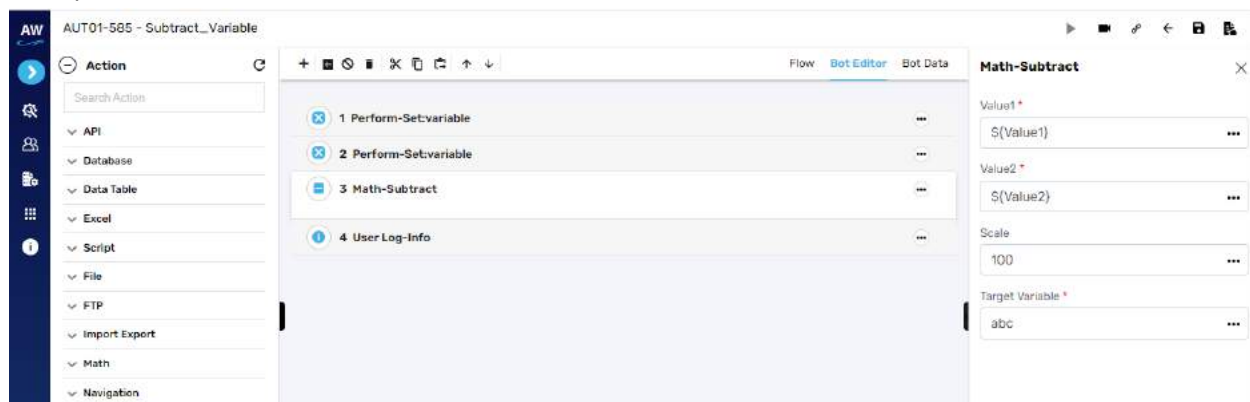 AW
AUT01-585 - Subtract_Variable
Action
Search Action
API
Database
Data Table
Excel
Script
File
FTP
Import Export
Math
Navigation
Flow Bot Editor Bot Data
1 Perform-Set:variable
2 Perform-Set:variable
3 Math-Subtract
4 User Log-Info
Math-Subtract
Value1 *
${Value1}
Value2 *
${Value2}
Scale
100
Target Variable *
abc